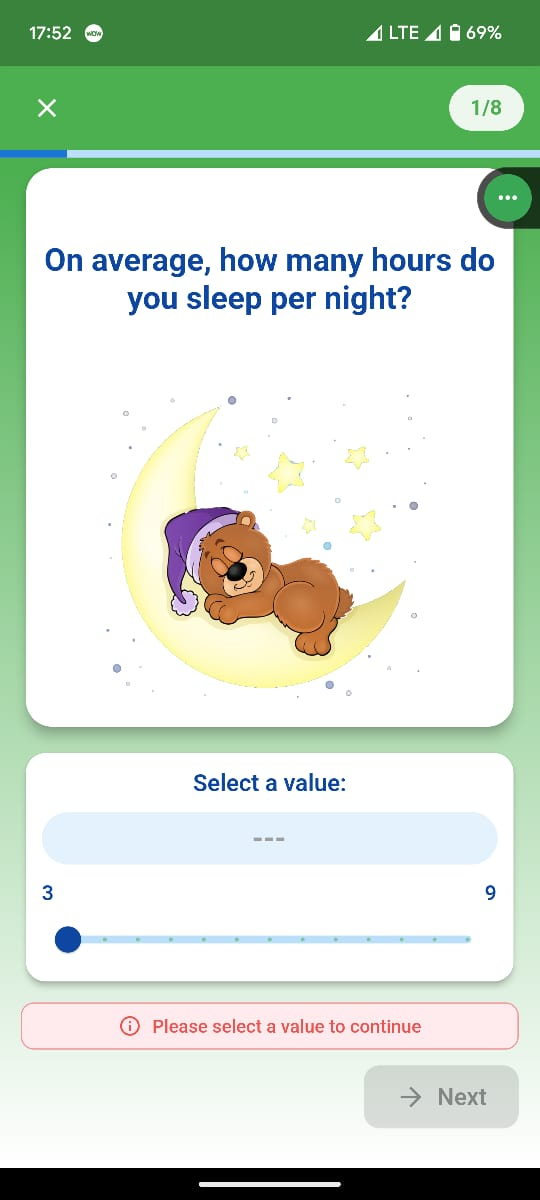 17:52 WOW LTE 69%
1/8
On average, how many hours do
you sleep per night?
Select a value:
---
3 9
Please select a value to continue
Next